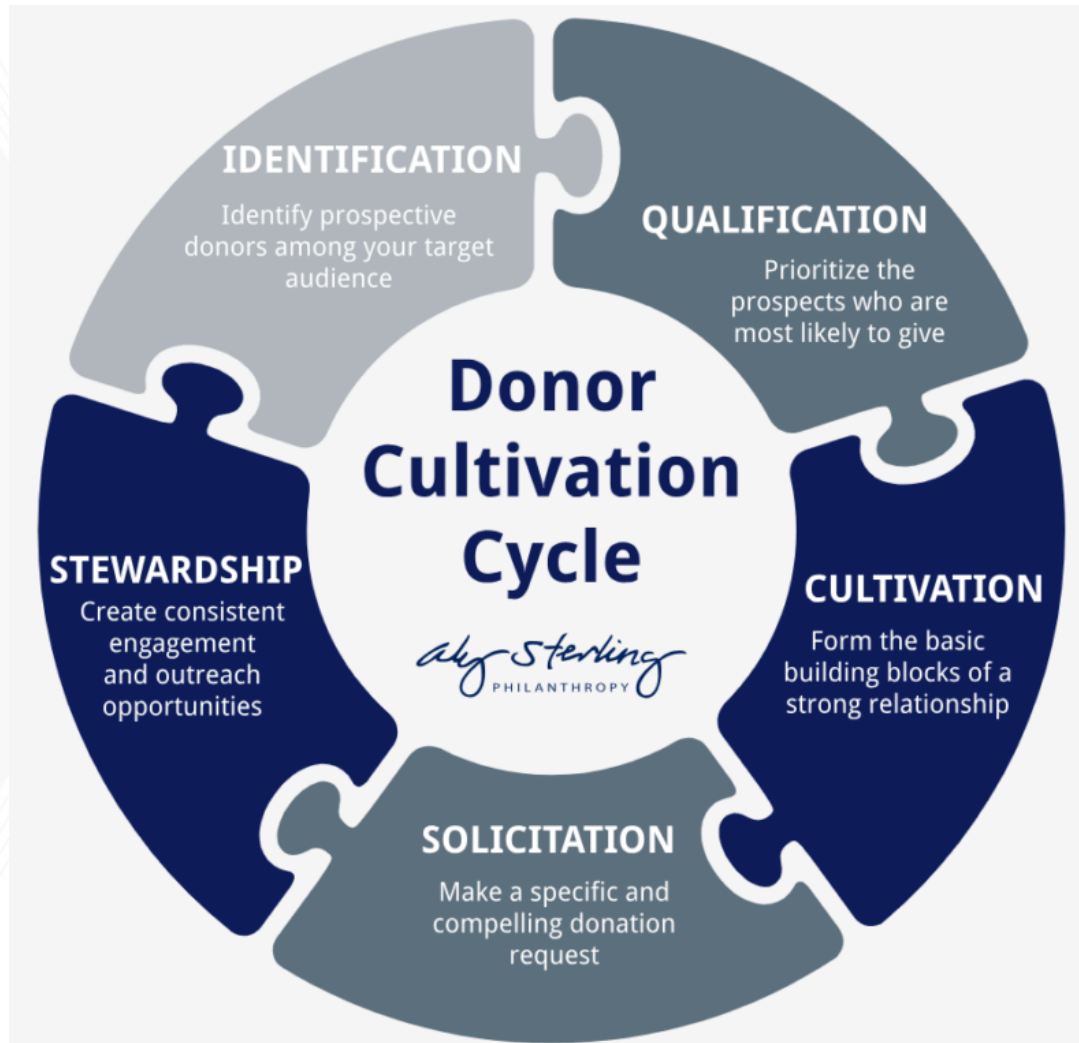 IDENTIFICATION
Identify prospective
donors among your target
audience
QUALIFICATION
Prioritize the
prospects who are
most likely to give
Donor
Cultivation
Cycle
aly sterling
PHILANTHROPY
CULTIVATION
Form the basic
building blocks of a
strong relationship
SOLICITATION
Make a specific and
compelling donation
request
STEWARDSHIP
Create consistent
engagement
and outreach
opportunities